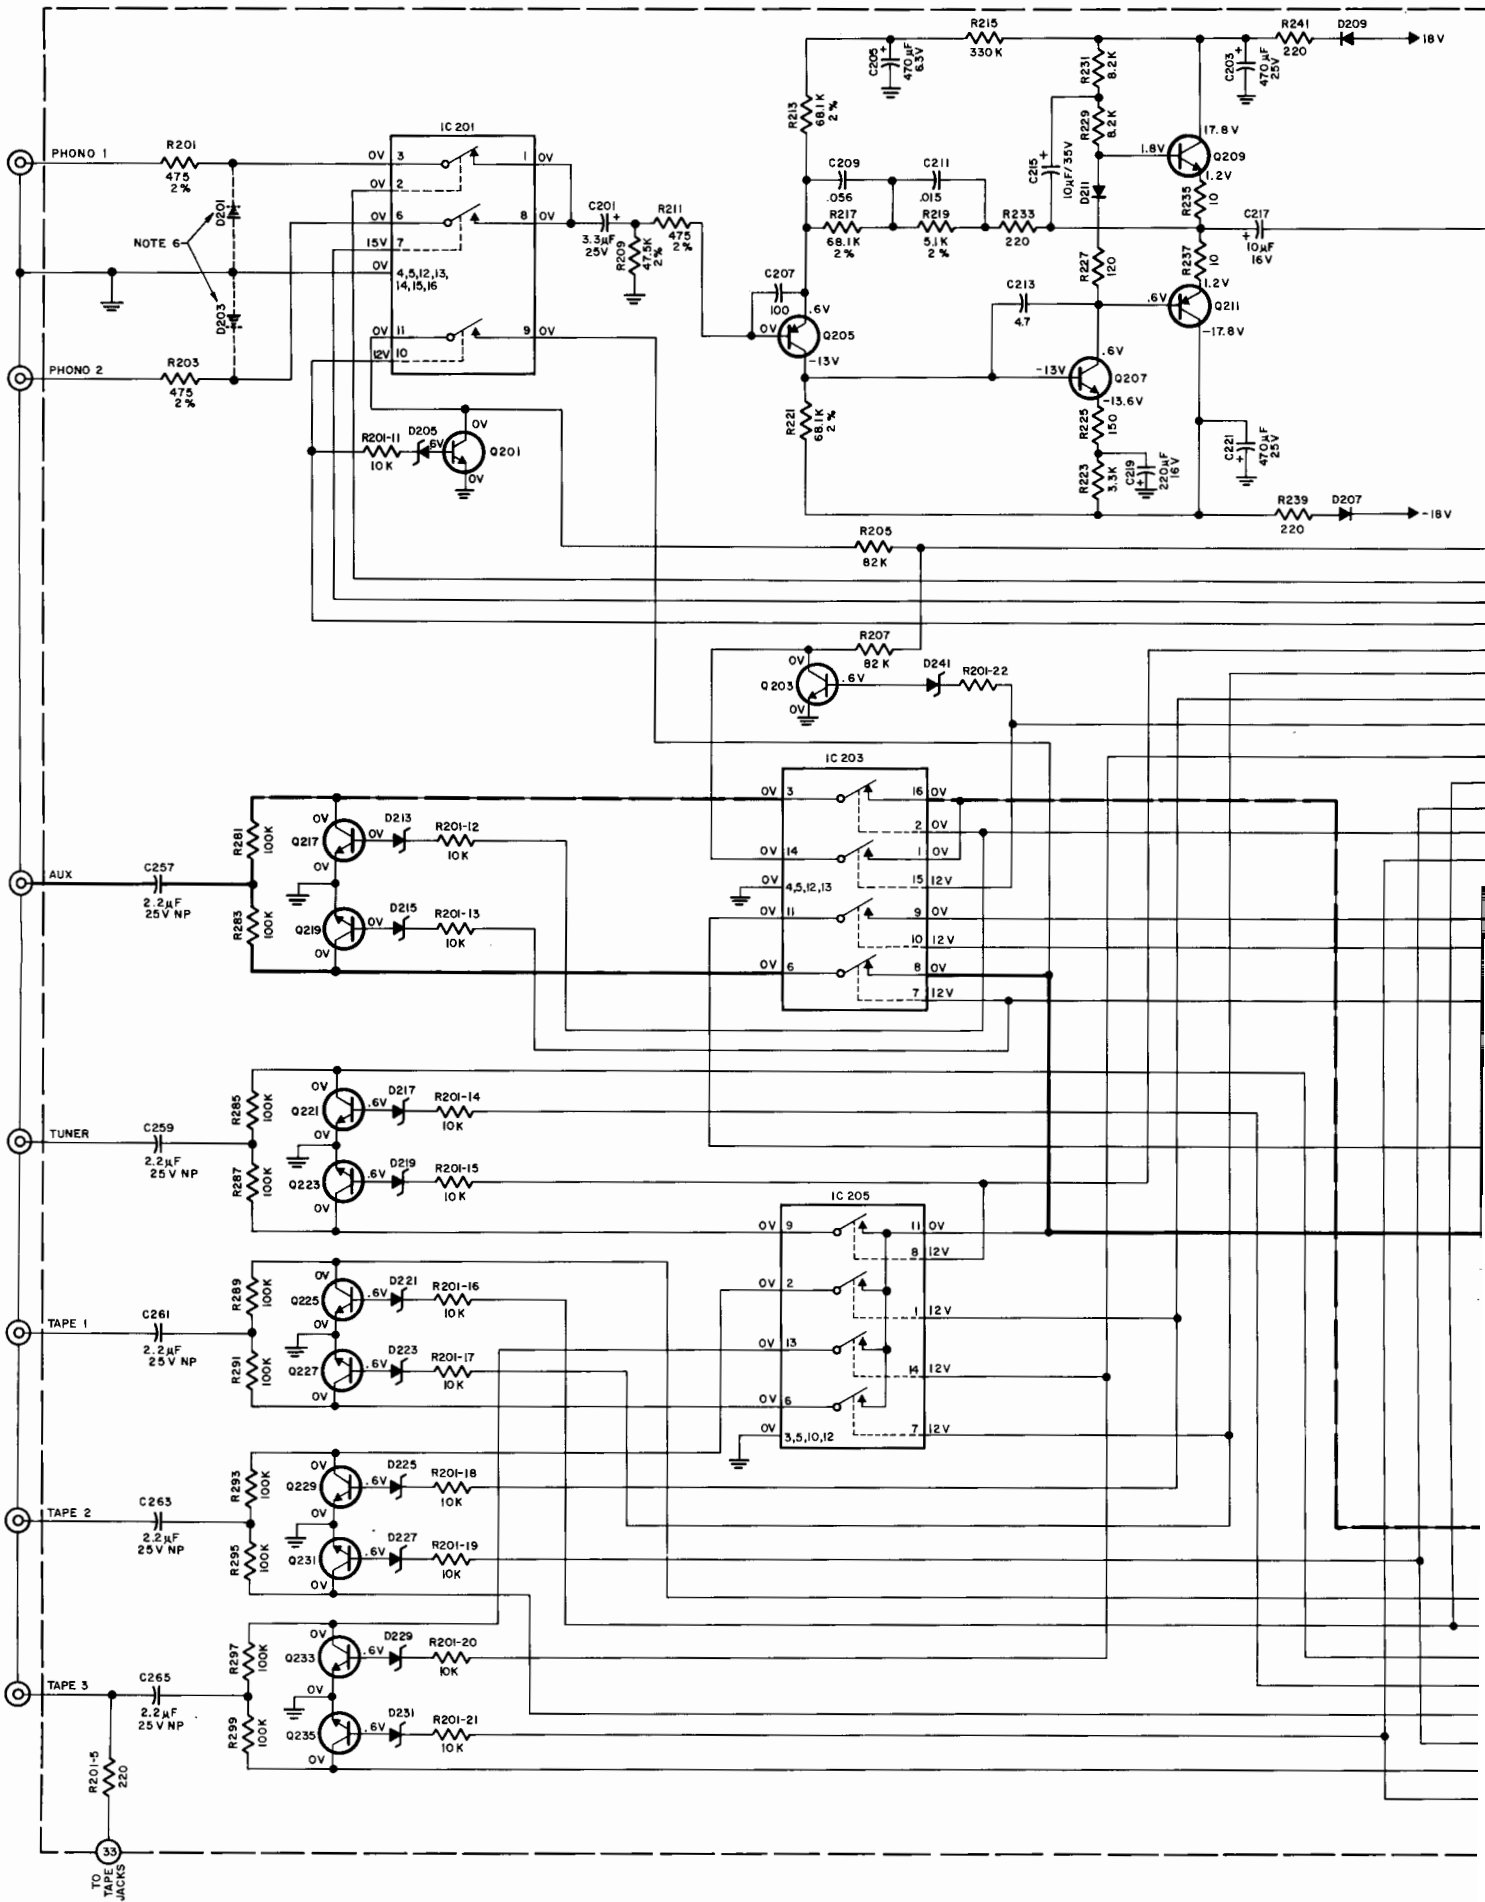 R215
330K
R241
220
D209
18V
C205
+
470µF
6.3V
R231
8.2K
C203
+
470µF
25V
R213
68.1K
2%
R229
8.2K
17.8V
1.8V
Q209
1.2V
PHONO 1
R201
475
2%
IC 201
0V 3
1 0V
0V 2
0V 6
8 0V
15V 7
0V
4,5,12,13,
14,15,16
0V 11
9 0V
12V 10
D201
NOTE 6
D203
C201
+
3.3µF
25V
R209
47.5K
2%
R211
475
2%
C209
.056
C211
.015
C215
+
10µF/35V
D211
R235
10
R217
68.1K
2%
R219
5.1K
2%
R233
220
C217
+
10µF
16V
R227
120
R237
10
1.2V
C207
100
C213
4.7
.6V
Q211
-17.8V
.6V
0V
Q205
-13V
PHONO 2
R203
475
2%
.6V
-13V
Q207
-13.6V
R221
68.1K
2%
R225
150
R201-11
10K
D205
.6V
0V
Q201
0V
C219
+
220µF
16V
C221
+
470µF
25V
R223
3.3K
R239
220
D207
-18V
R205
82K
R207
82K
0V
Q203
.6V
D241
R201-22
0V
IC 203
0V 3
16 0V
2 0V
0V 14
1 0V
0V 4,5,12,13
15 12V
0V 11
9 0V
10 12V
0V 6
8 0V
7 12V
R281
100K
0V
Q217
0V
D213
R201-12
10K
0V
AUX
C257
2.2µF
25V NP
R283
100K
Q219
0V
D215
R201-13
10K
0V
R285
100K
0V
Q221
.6V
D217
R201-14
10K
0V
TUNER
C259
2.2µF
25V NP
R287
100K
Q223
.6V
D219
R201-15
10K
0V
IC 205
0V 9
11 0V
8 12V
0V 2
1 12V
0V 13
14 12V
0V 6
7 12V
0V
3,5,10,12
R289
100K
0V
Q225
.6V
D221
R201-16
10K
0V
TAPE 1
C261
2.2µF
25V NP
R291
100K
Q227
.6V
D223
R201-17
10K
0V
R293
100K
0V
Q229
.6V
D225
R201-18
10K
0V
TAPE 2
C263
2.2µF
25V NP
R295
100K
Q231
.6V
D227
R201-19
10K
0V
R297
100K
0V
Q233
.6V
D229
R201-20
10K
0V
TAPE 3
C265
2.2µF
25V NP
R299
100K
Q235
.6V
D231
R201-21
10K
0V
R201-5
220
33
TO
TAPE
JACKS